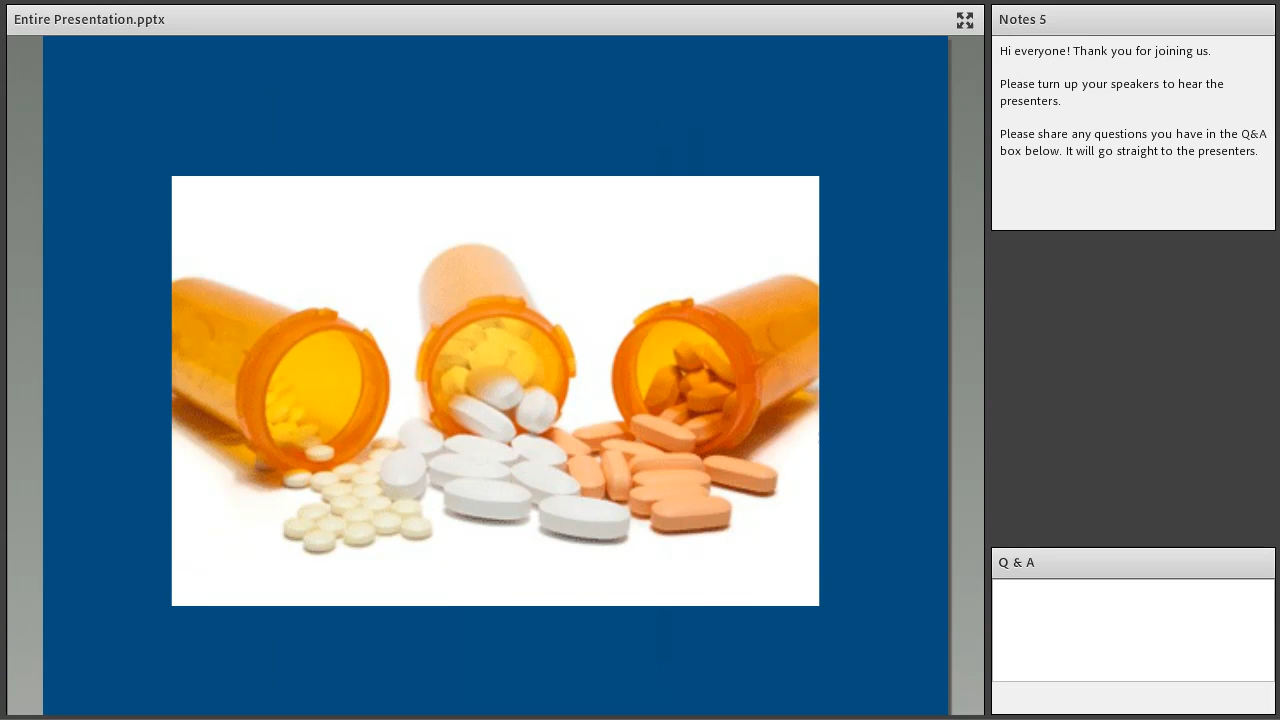 Entire Presentation.pptx
Notes 5
Hi everyone! Thank you for joining us.
Please turn up your speakers to hear the
presenters.
Please share any questions you have in the Q&A
box below. It will go straight to the presenters.
Q & A